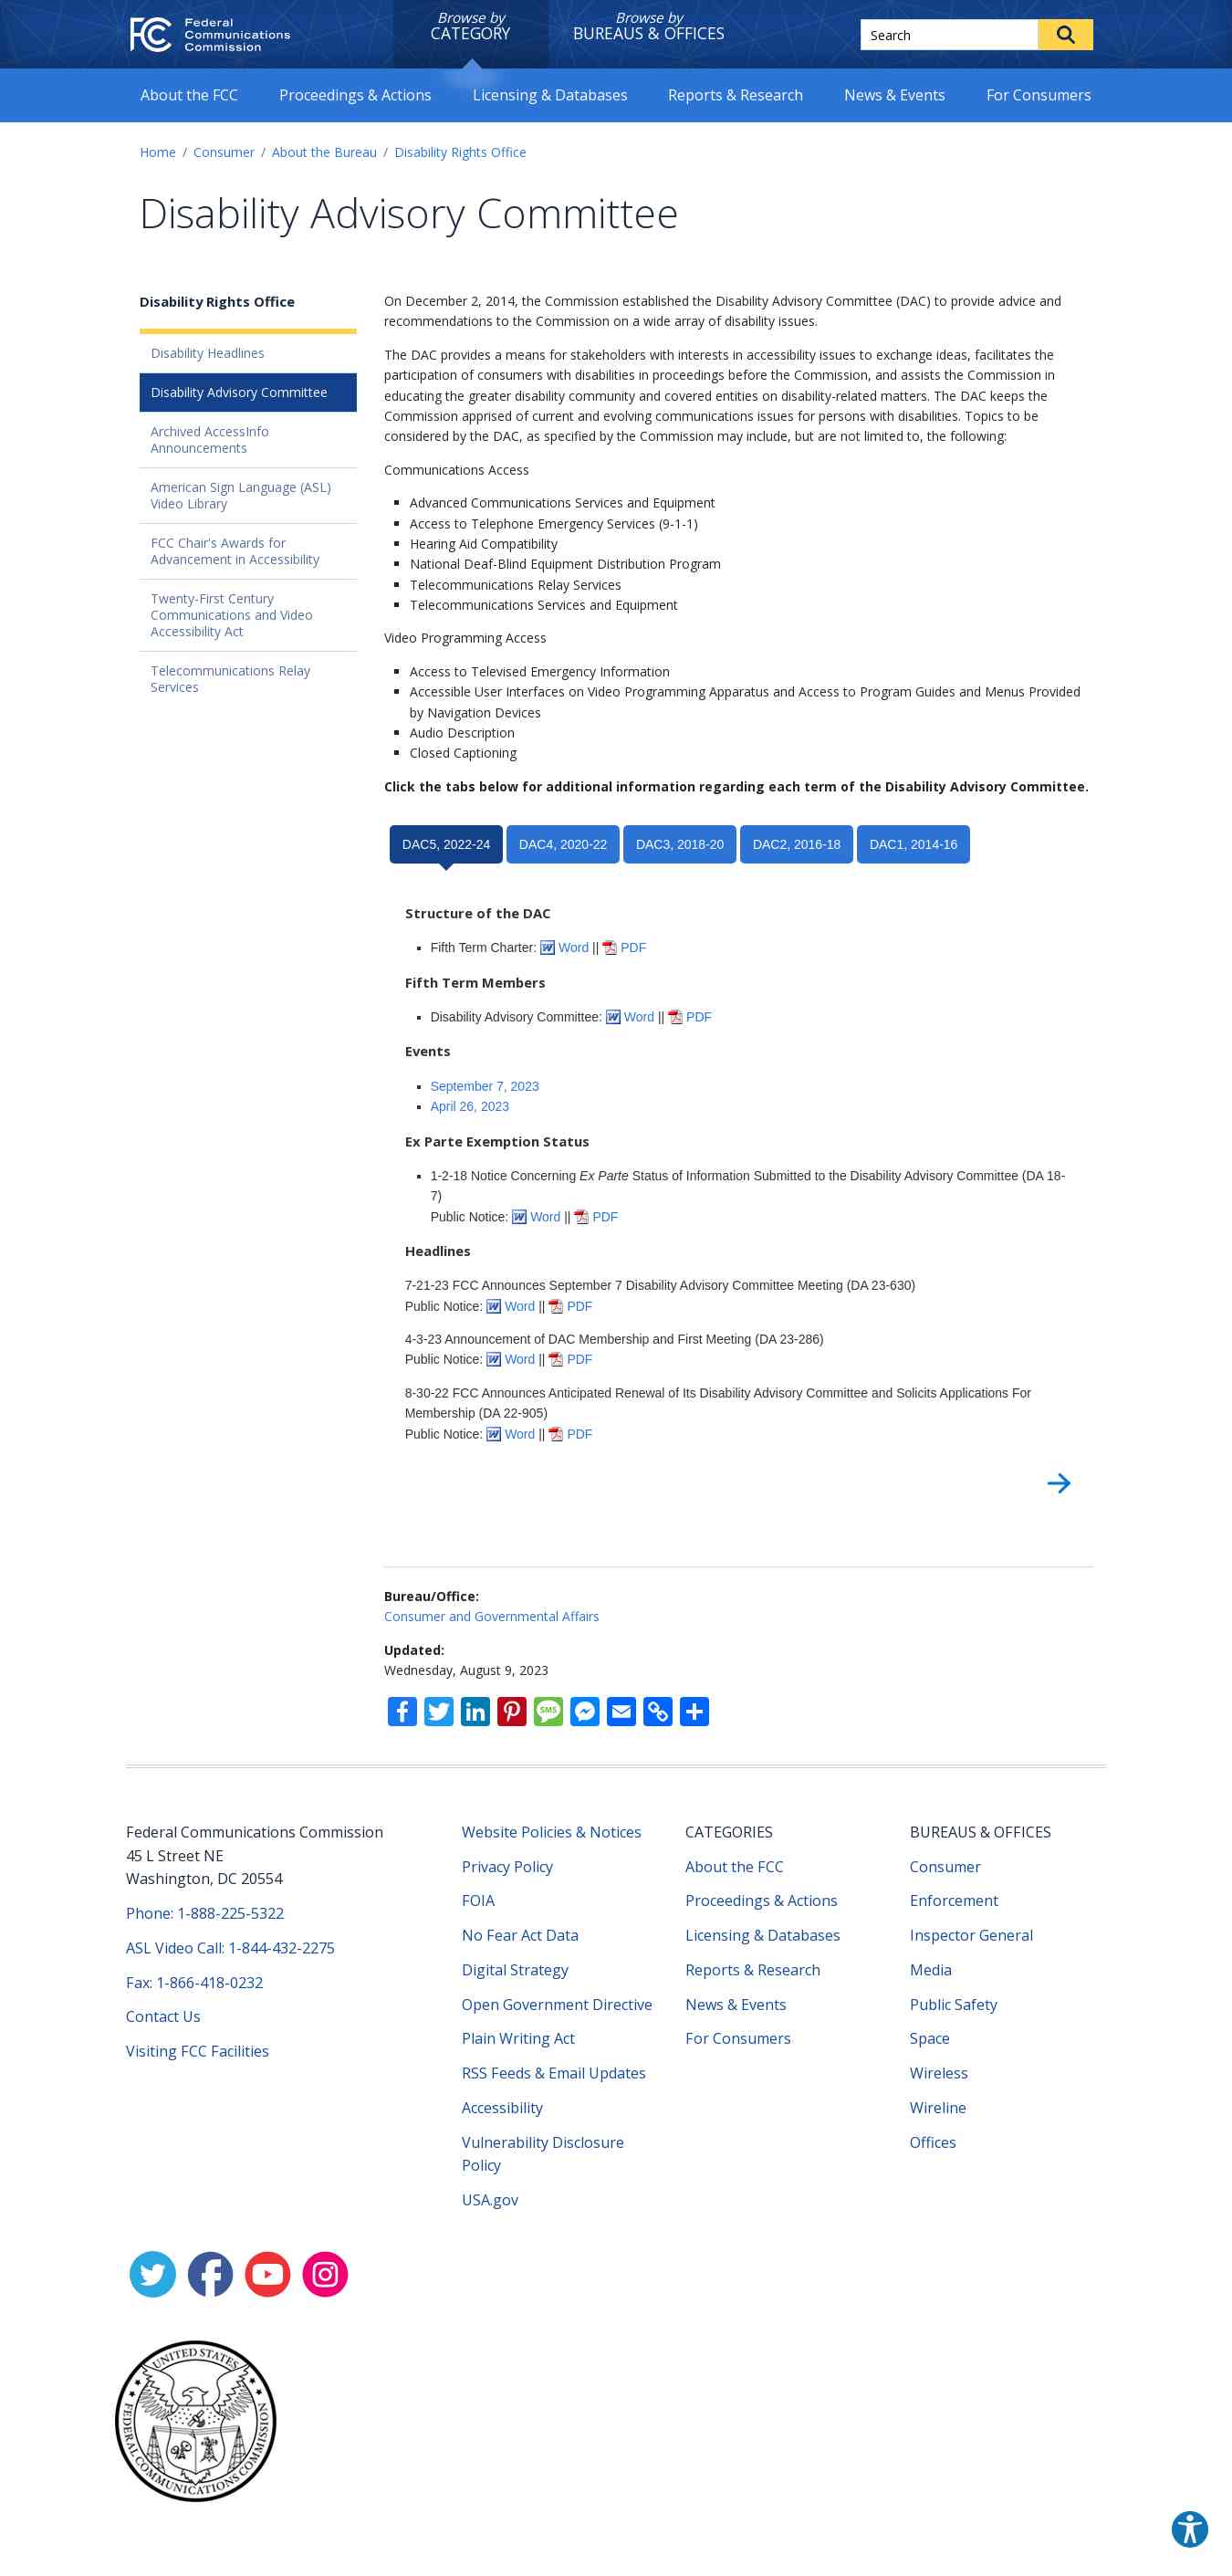 FCC Federal Communications Commission
Browse by CATEGORY
Browse by BUREAUS & OFFICES
Search
About the FCC
Proceedings & Actions
Licensing & Databases
Reports & Research
News & Events
For Consumers
Home / Consumer / About the Bureau / Disability Rights Office
Disability Advisory Committee
Disability Rights Office
Disability Headlines
Disability Advisory Committee
Archived AccessInfo
Announcements
American Sign Language (ASL)
Video Library
FCC Chair's Awards for
Advancement in Accessibility
Twenty-First Century
Communications and Video
Accessibility Act
Telecommunications Relay
Services
On December 2, 2014, the Commission established the Disability Advisory Committee (DAC) to provide advice and
recommendations to the Commission on a wide array of disability issues.
The DAC provides a means for stakeholders with interests in accessibility issues to exchange ideas, facilitates the
participation of consumers with disabilities in proceedings before the Commission, and assists the Commission in
educating the greater disability community and covered entities on disability-related matters. The DAC keeps the
Commission apprised of current and evolving communications issues for persons with disabilities. Topics to be
considered by the DAC, as specified by the Commission may include, but are not limited to, the following:
Communications Access
Advanced Communications Services and Equipment
Access to Telephone Emergency Services (9-1-1)
Hearing Aid Compatibility
National Deaf-Blind Equipment Distribution Program
Telecommunications Relay Services
Telecommunications Services and Equipment
Video Programming Access
Access to Televised Emergency Information
Accessible User Interfaces on Video Programming Apparatus and Access to Program Guides and Menus Provided
by Navigation Devices
Audio Description
Closed Captioning
Click the tabs below for additional information regarding each term of the Disability Advisory Committee.
DAC5, 2022-24
DAC4, 2020-22
DAC3, 2018-20
DAC2, 2016-18
DAC1, 2014-16
Structure of the DAC
Fifth Term Charter: Word || PDF
Fifth Term Members
Disability Advisory Committee: Word || PDF
Events
September 7, 2023
April 26, 2023
Ex Parte Exemption Status
1-2-18 Notice Concerning Ex Parte Status of Information Submitted to the Disability Advisory Committee (DA 18-
7)
Public Notice: Word || PDF
Headlines
7-21-23 FCC Announces September 7 Disability Advisory Committee Meeting (DA 23-630)
Public Notice: Word || PDF
4-3-23 Announcement of DAC Membership and First Meeting (DA 23-286)
Public Notice: Word || PDF
8-30-22 FCC Announces Anticipated Renewal of Its Disability Advisory Committee and Solicits Applications For
Membership (DA 22-905)
Public Notice: Word || PDF
Bureau/Office:
Consumer and Governmental Affairs
Updated:
Wednesday, August 9, 2023
SMS
Federal Communications Commission
45 L Street NE
Washington, DC 20554
Phone: 1-888-225-5322
ASL Video Call: 1-844-432-2275
Fax: 1-866-418-0232
Contact Us
Visiting FCC Facilities
Website Policies & Notices
Privacy Policy
FOIA
No Fear Act Data
Digital Strategy
Open Government Directive
Plain Writing Act
RSS Feeds & Email Updates
Accessibility
Vulnerability Disclosure
Policy
USA.gov
CATEGORIES
About the FCC
Proceedings & Actions
Licensing & Databases
Reports & Research
News & Events
For Consumers
BUREAUS & OFFICES
Consumer
Enforcement
Inspector General
Media
Public Safety
Space
Wireless
Wireline
Offices
UNITED STATES
FEDERAL COMMUNICATIONS COMMISSION